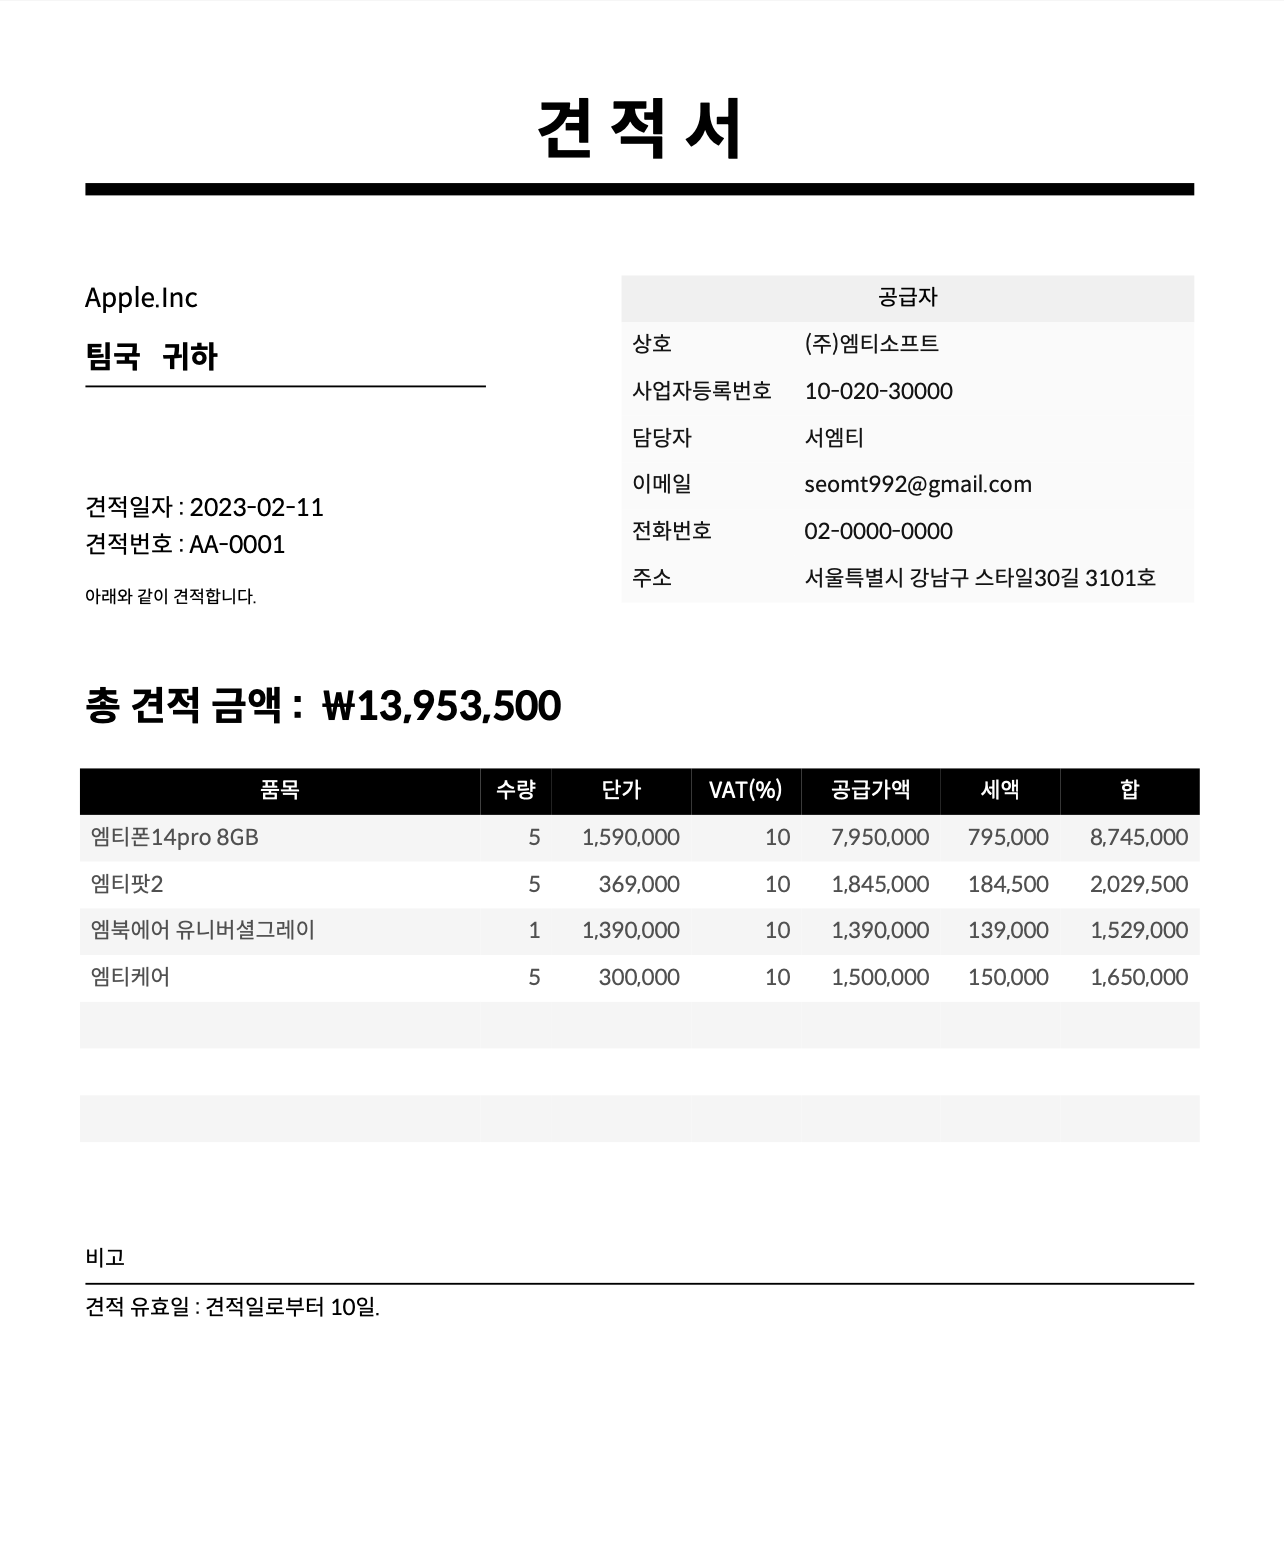 견적서
Apple.Inc
팀국 귀하
견적일자 : 2023-02-11
견적번호 : AA-0001
아래와 같이 견적합니다.
공급자
상호 (주)엠티소프트
사업자등록번호 10-020-30000
담당자 서엠티
이메일 seomt992@gmail.com
전화번호 02-0000-0000
주소 서울특별시 강남구 스타일30길 3101호
총 견적 금액 : ₩13,953,500
품목 수량 단가 VAT(%) 공급가액 세액 합
엠티폰14pro 8GB 5 1,590,000 10 7,950,000 795,000 8,745,000
엠티팟2 5 369,000 10 1,845,000 184,500 2,029,500
엠북에어 유니버셜그레이 1 1,390,000 10 1,390,000 139,000 1,529,000
엠티케어 5 300,000 10 1,500,000 150,000 1,650,000
비고
견적 유효일 : 견적일로부터 10일.